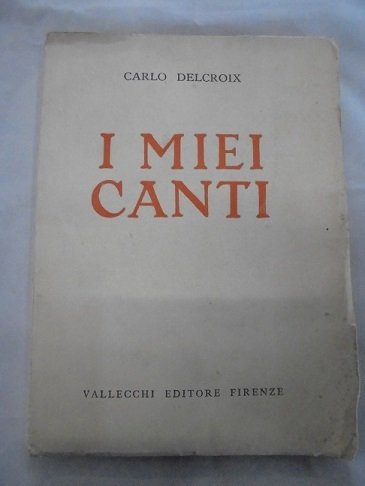 CARLO DELCROIX
I MIEI
CANTI
VALLECCHI EDITORE FIRENZE